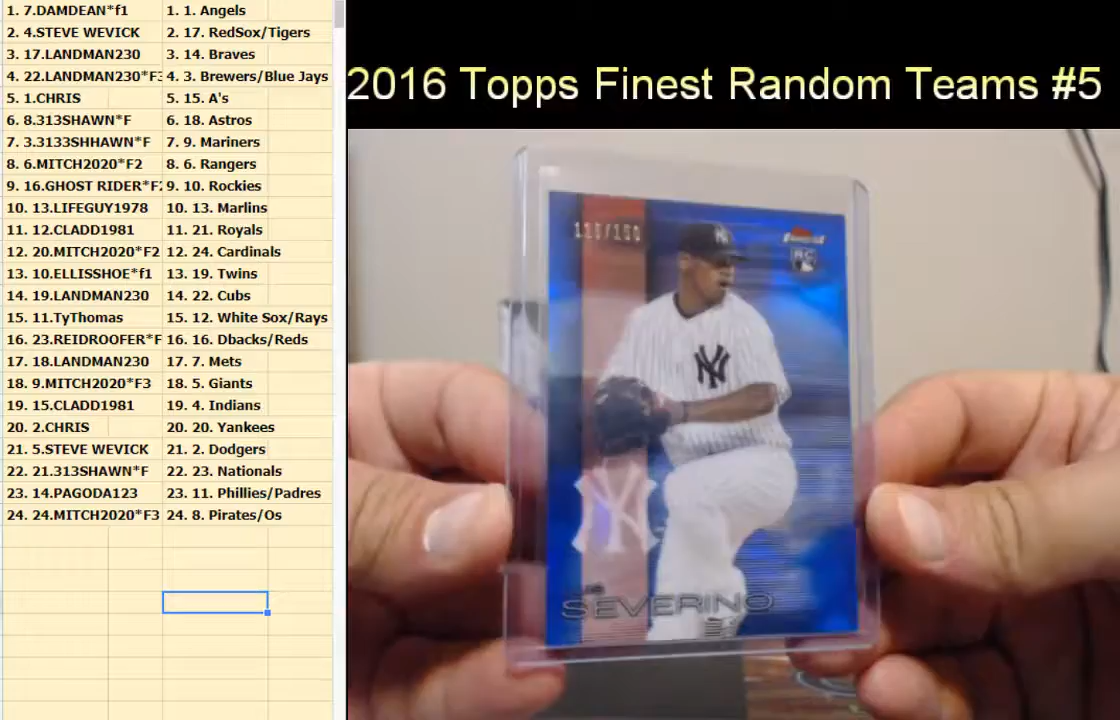 1. 7.DAMDEAN*f1 1. 1. Angels
2. 4.STEVE WEVICK 2. 17. RedSox/Tigers
3. 17.LANDMAN230 3. 14. Braves
4. 22.LANDMAN230*F3 4. 3. Brewers/Blue Jays
5. 1.CHRIS 5. 15. A's
6. 8.313SHAWN*F 6. 18. Astros
7. 3.3133SHHAWN*F 7. 9. Mariners
8. 6.MITCH2020*F2 8. 6. Rangers
9. 16.GHOST RIDER*F2 9. 10. Rockies
10. 13.LIFEGUY1978 10. 13. Marlins
11. 12.CLADD1981 11. 21. Royals
12. 20.MITCH2020*F2 12. 24. Cardinals
13. 10.ELLISSHOE*f1 13. 19. Twins
14. 19.LANDMAN230 14. 22. Cubs
15. 11.TyThomas 15. 12. White Sox/Rays
16. 23.REIDROOFER*F 16. 16. Dbacks/Reds
17. 18.LANDMAN230 17. 7. Mets
18. 9.MITCH2020*F3 18. 5. Giants
19. 15.CLADD1981 19. 4. Indians
20. 2.CHRIS 20. 20. Yankees
21. 5.STEVE WEVICK 21. 2. Dodgers
22. 21.313SHAWN*F 22. 23. Nationals
23. 14.PAGODA123 23. 11. Phillies/Padres
24. 24.MITCH2020*F3 24. 8. Pirates/Os
2016 Topps Finest Random Teams #5
RC
NY
NY
SEVERINO